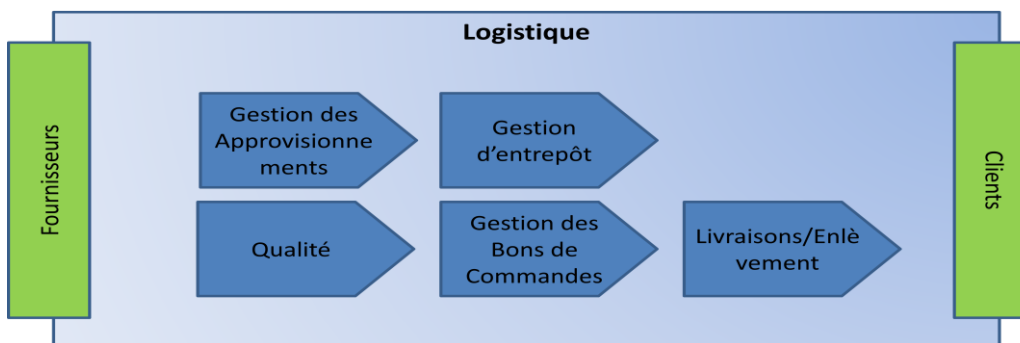 Logistique
Fournisseurs
Gestion des
Approvisionne
ments
Gestion
d'entrepôt
Qualité
Gestion des
Bons de
Commandes
Livraisons/Enlè
vement
Clients